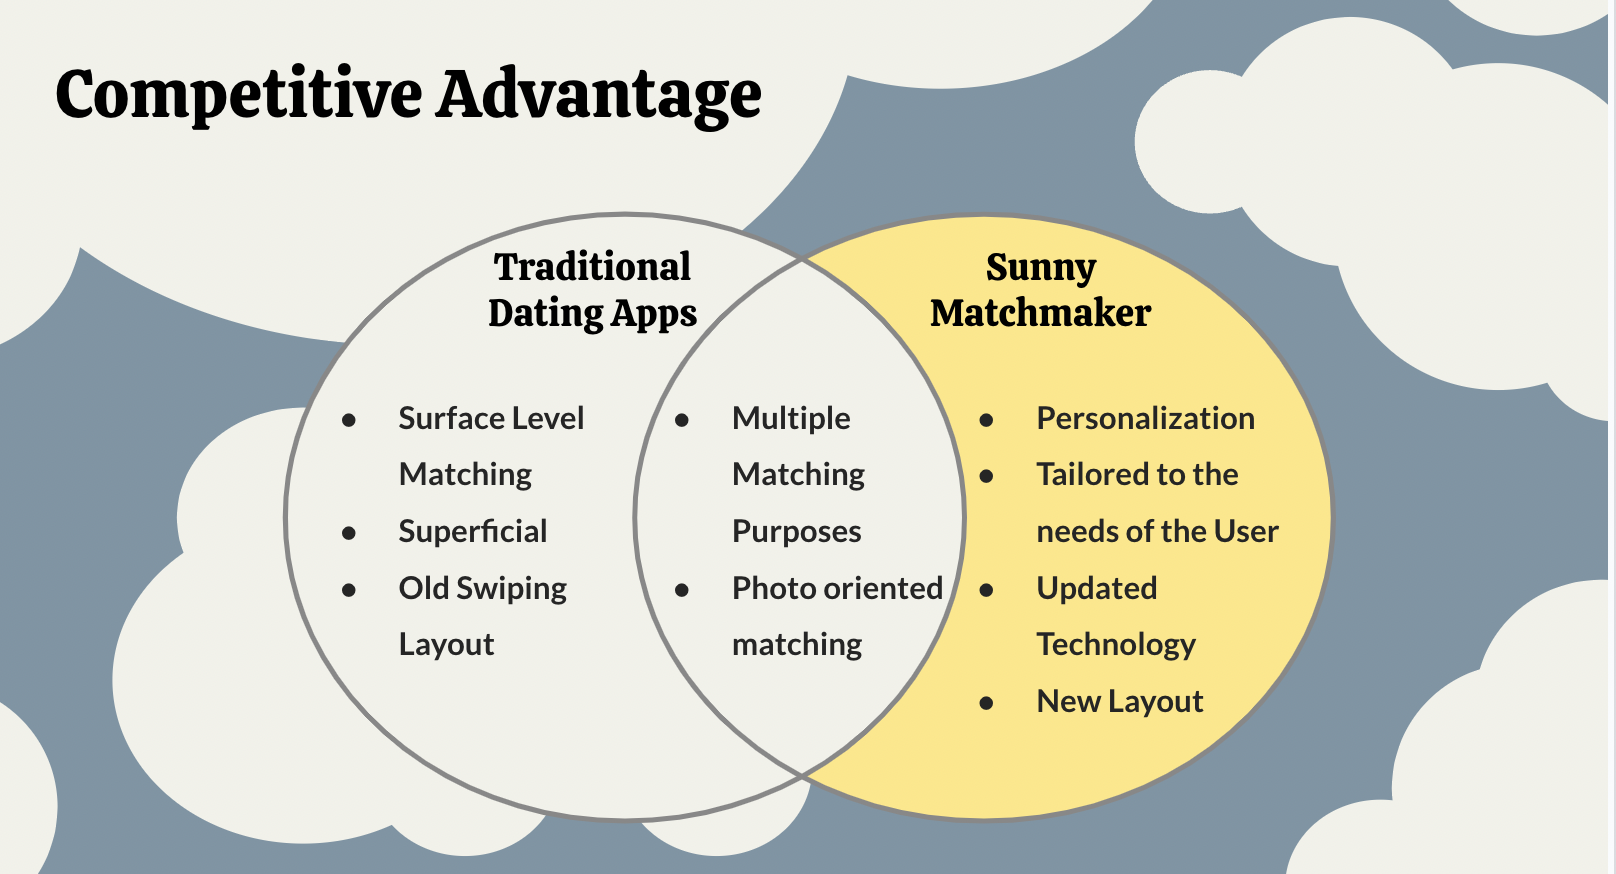 Competitive Advantage
Traditional
Dating Apps
● Surface Level
Matching
● Superficial
● Old Swiping
Layout
● Multiple
Matching
Purposes
● Photo oriented
matching
Sunny
Matchmaker
● Personalization
● Tailored to the
needs of the User
● Updated
Technology
● New Layout